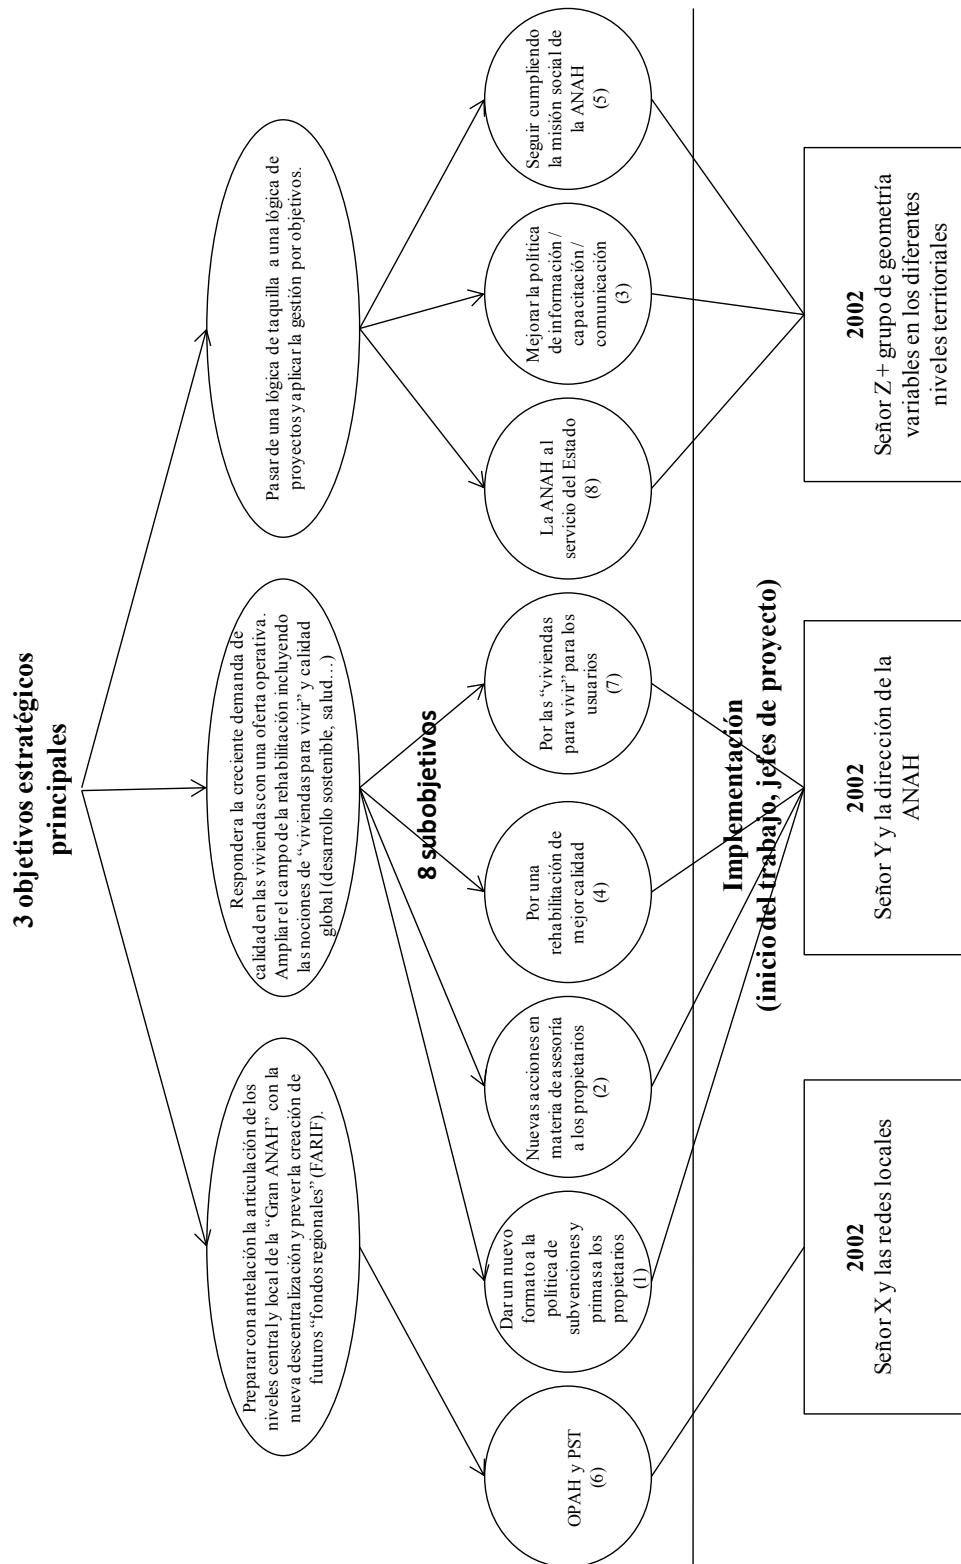 3 objetivos estratégicos
principales
Preparar con antelación la articulación de los
niveles central y local de la “Gran ANAH” con la
nueva descentralización y prever la creación de
futuros “fondos regionales” (FARIF).
Responder a la creciente demanda de
calidad en las viviendas con una oferta operativa.
Ampliar el campo de la rehabilitación incluyendo
las nociones de “viviendas para vivir” y calidad
global (desarrollo sostenible, salud…)
Pasar de una lógica de taquilla a una lógica de
proyectos y aplicar la gestión por objetivos.
8 subobjetivos
OPAH y PST
(6)
Dar un nuevo
formato a la
política de
subvenciones y
primas a los
propietarios
(1)
Nuevas acciones en
materia de asesoría
a los propietarios
(2)
Por una
rehabilitación de
mejor calidad
(4)
Por las “viviendas
para vivir” para los
usuarios
(7)
La ANAH al
servicio del Estado
(8)
Mejorar la política
de información /
capacitación /
comunicación
(3)
Seguir cumpliendo
la misión social de
la ANAH
(5)
Implementación
(inicio del trabajo, jefes de proyecto)
2002
Señor X y las redes locales
2002
Señor Y y la dirección de la
ANAH
2002
Señor Z + grupo de geometría
variables en los diferentes
niveles territoriales